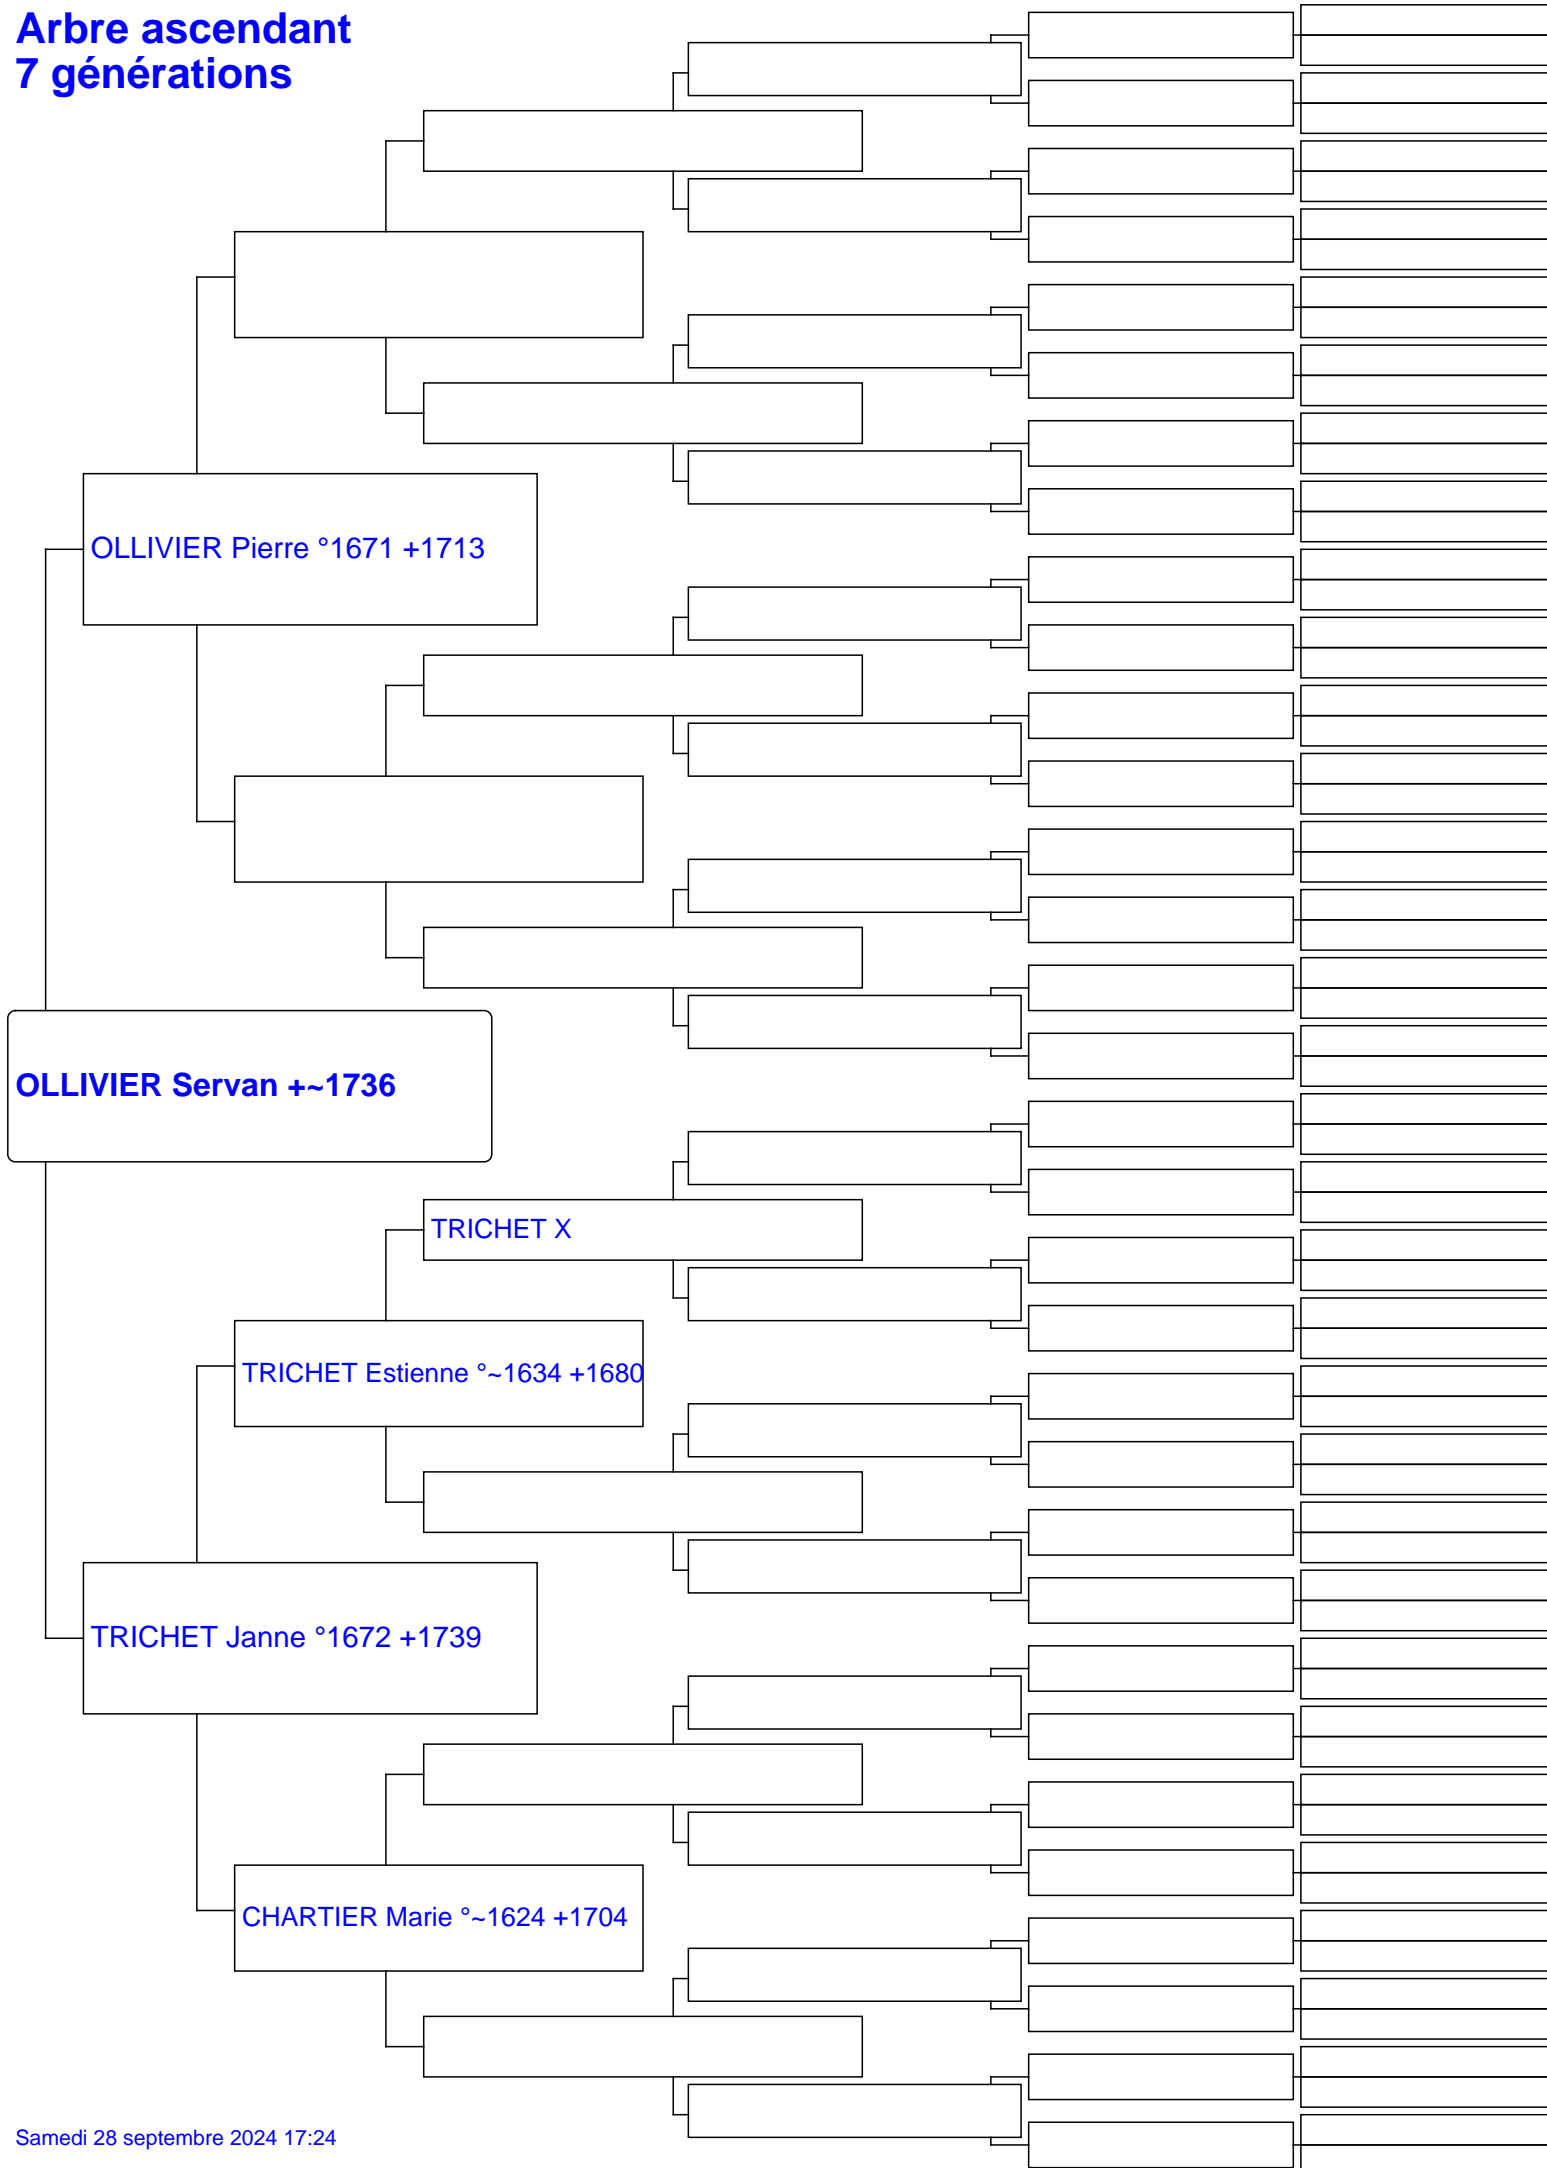 Arbre ascendant
7 générations
OLLIVIER Pierre °1671 +1713
OLLIVIER Servan +~1736
TRICHET X
TRICHET Estienne °~1634 +1680
TRICHET Janne °1672 +1739
CHARTIER Marie °~1624 +1704
Samedi 28 septembre 2024 17:24